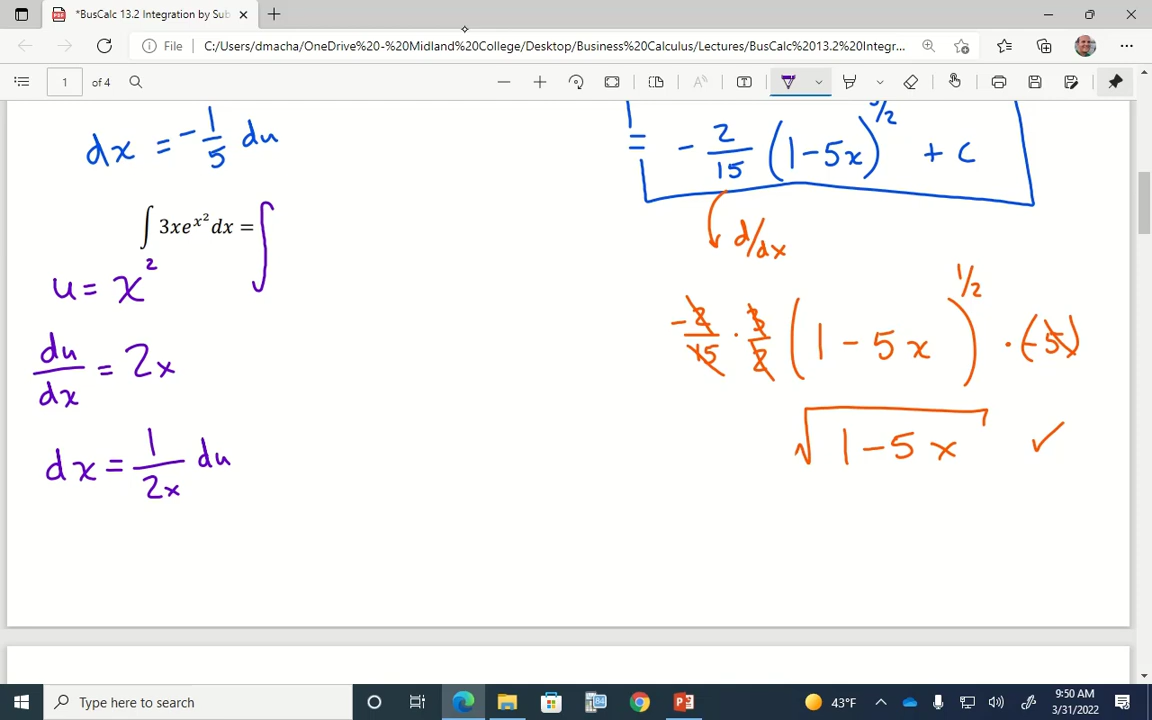 *BusCalc 13.2 Integration by Sub
File C:/Users/dmacha/OneDrive%20-%20Midland%20College/Desktop/Business%20Calculus/Lectures/BusCalc%2013.2%20Integr...
1 of 4
dx = -1/5 du
= - 2/15 (1-5x)^3/2 + c
d/dx
∫ 3xe^x² dx = ∫
u = x²
du/dx = 2x
dx = 1/2x du
-2/15 · 3/2 (1 - 5x)^1/2 · (-5)
√1-5x ✓
Type here to search
43°F
9:50 AM
3/31/2022